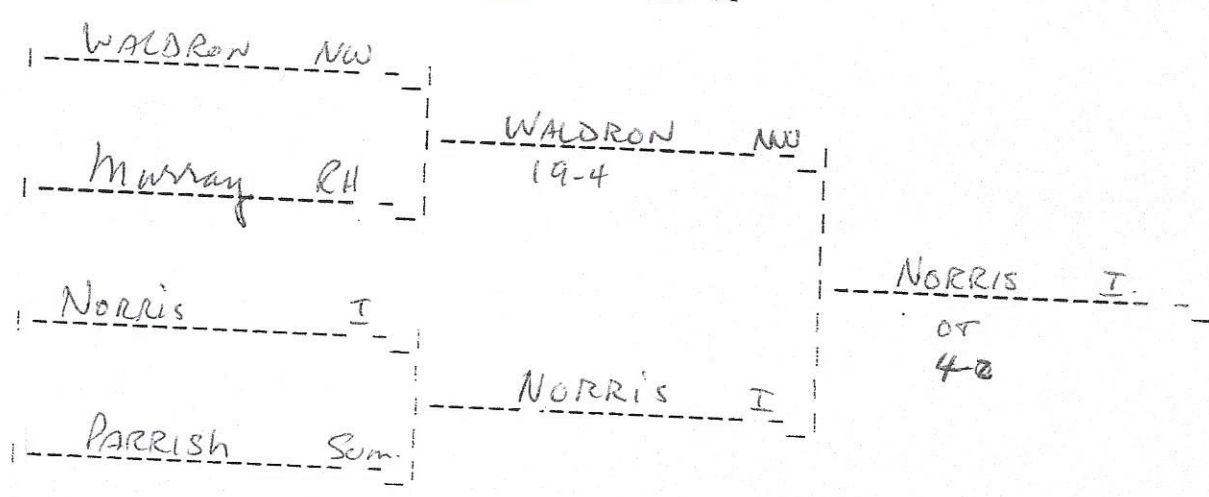 WALDRON NW
Murray RH
WALDRON NW
19-4
Norris I
PARRISH Sum.
NORRIS I
NORRIS I.
OT
4-2